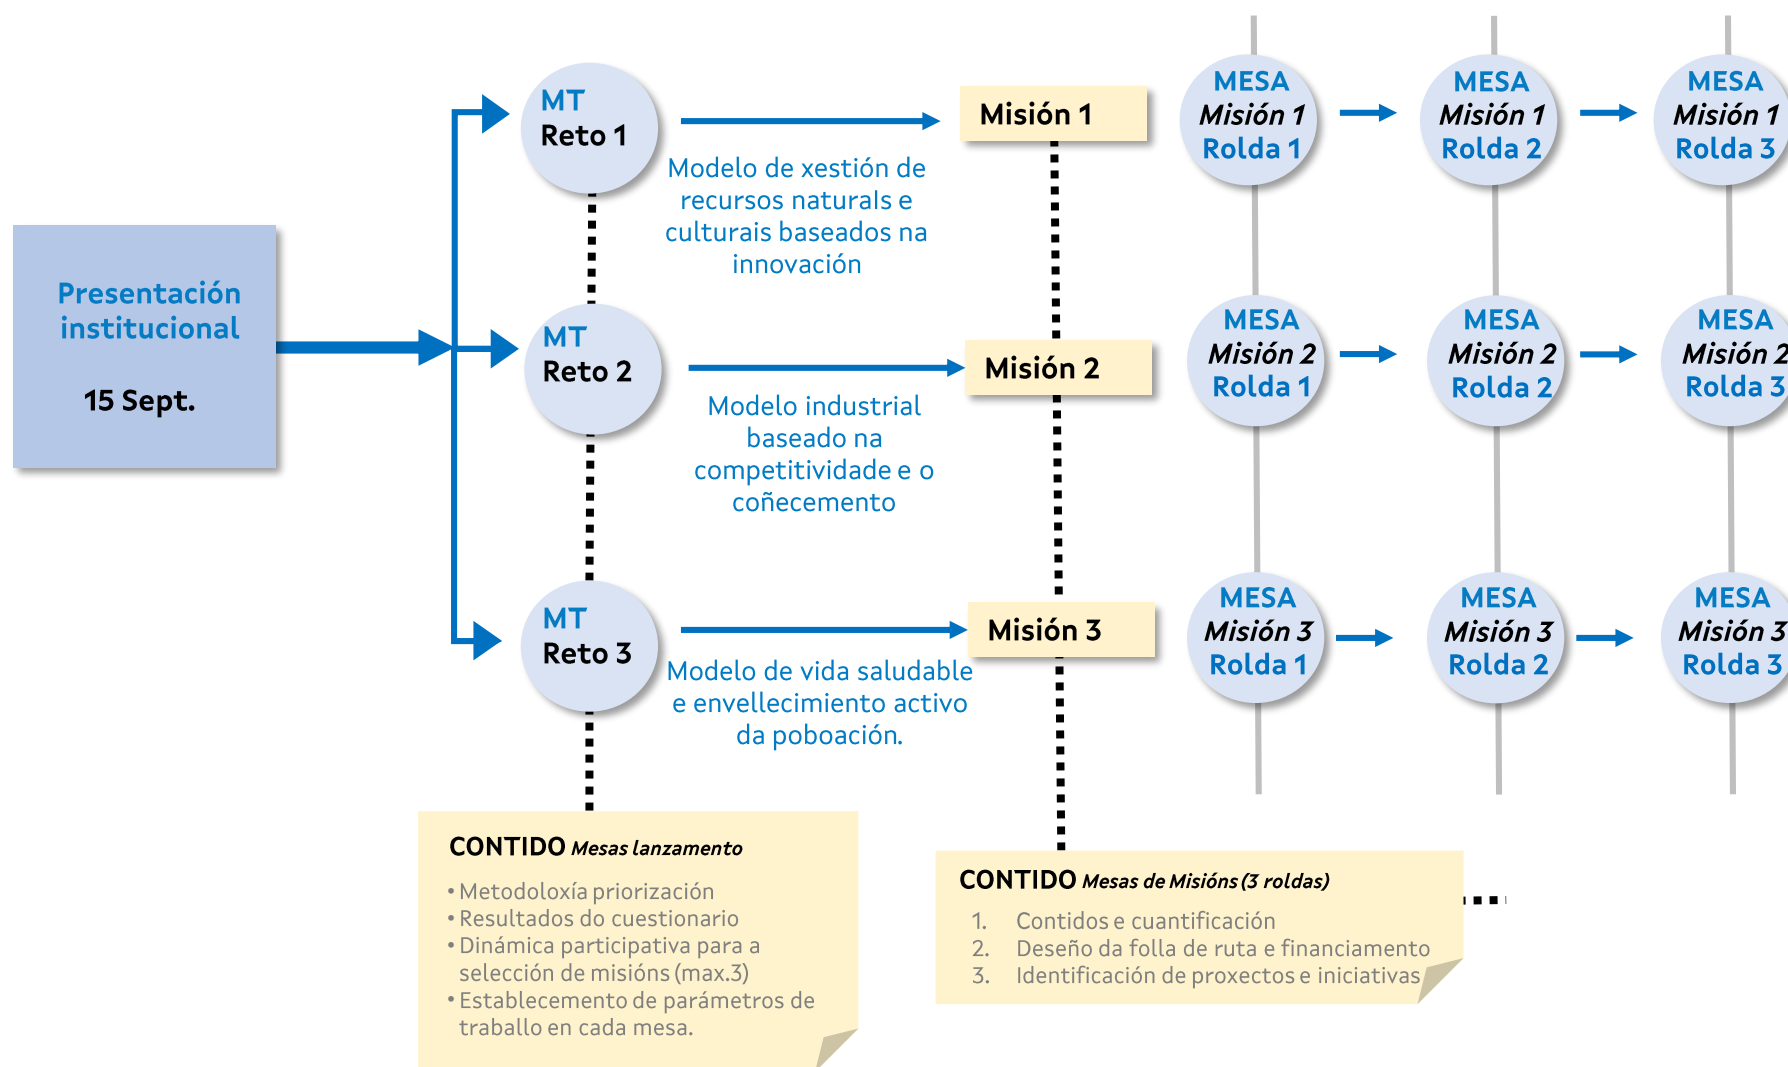 Presentación
institucional
15 Sept.
MT
Reto 1
Modelo de xestión de
recursos naturals e
culturais baseados na
innovación
Misión 1
MESA
Misión 1
Rolda 1
MESA
Misión 1
Rolda 2
MESA
Misión 1
Rolda 3
MT
Reto 2
Modelo industrial
baseado na
competitividade e o
coñecemento
Misión 2
MESA
Misión 2
Rolda 1
MESA
Misión 2
Rolda 2
MESA
Misión 2
Rolda 3
MT
Reto 3
Modelo de vida saludable
e envellecimiento activo
da poboación.
Misión 3
MESA
Misión 3
Rolda 1
MESA
Misión 3
Rolda 2
MESA
Misión 3
Rolda 3
CONTIDO Mesas lanzamento
• Metodoloxía priorización
• Resultados do cuestionario
• Dinámica participativa para a
selección de misións (max.3)
• Establecemento de parámetros de
traballo en cada mesa.
CONTIDO Mesas de Misións (3 roldas)
1. Contidos e cuantificación
2. Deseño da folla de ruta e financiamento
3. Identificación de proxectos e iniciativas